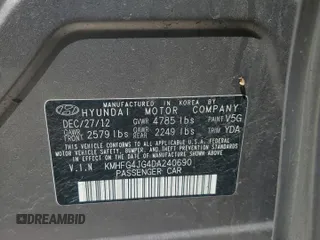 MANUFACTURED IN KOREA BY
HYUNDAI MOTOR COMPANY
DEC/27/12 GVWR 4785 lbs PAINT V5G
GAWR FRONT 2579 lbs GAWR REAR 2249 lbs TRIM YDA
THIS VEHICLE CONFORMS TO ALL APPLICABLE
FEDERAL MOTOR VEHICLE SAFETY, BUMPER,
AND THEFT PREVENTION STANDARDS
IN EFFECT ON THE DATE OF
MANUFACTURE SHOWN ABOVE.
V.I.N KMHFG4JG4DA240690
PASSENGER CAR